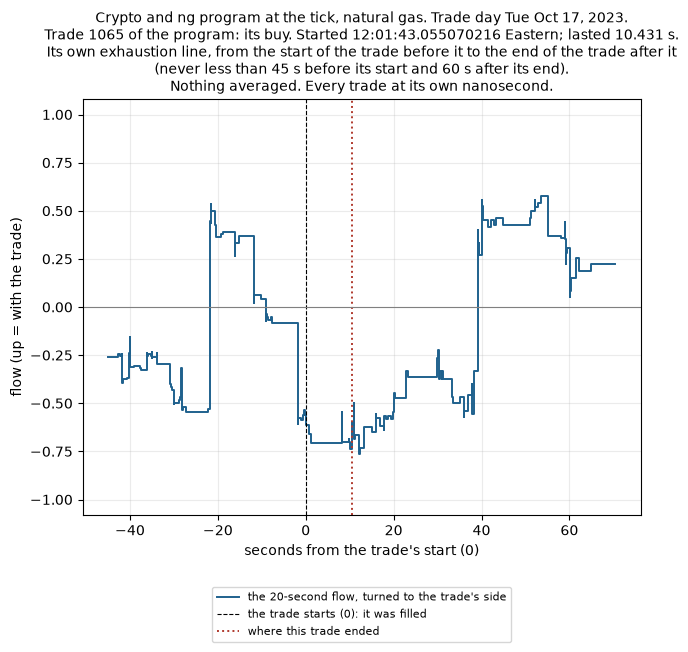 Crypto and ng program at the tick, natural gas. Trade day Tue Oct 17, 2023.
Trade 1065 of the program: its buy. Started 12:01:43.055070216 Eastern; lasted 10.431 s.
Its own exhaustion line, from the start of the trade before it to the end of the trade after it
(never less than 45 s before its start and 60 s after its end).
Nothing averaged. Every trade at its own nanosecond.
1.00
0.75
0.50
0.25
0.00
−0.25
−0.50
−0.75
−1.00
flow (up = with the trade)
−40
−20
0
20
40
60
seconds from the trade's start (0)
the 20-second flow, turned to the trade's side
the trade starts (0): it was filled
where this trade ended